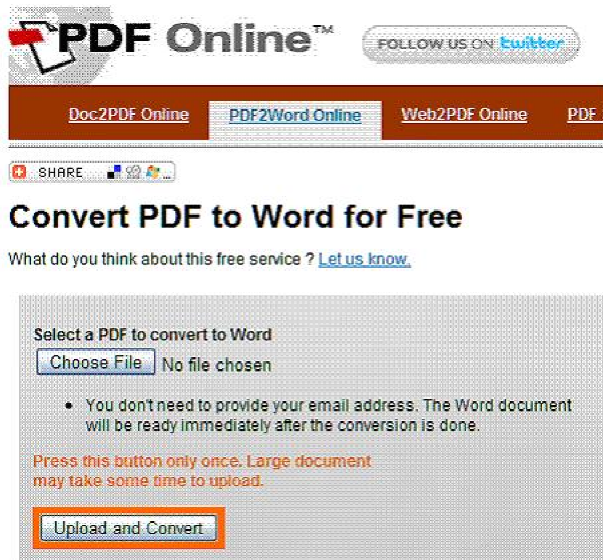 PDF Online™
FOLLOW US ON twitter
Doc2PDF Online PDF2Word Online Web2PDF Online PDF
SHARE ...
Convert PDF to Word for Free
What do you think about this free service ? Let us know.
Select a PDF to convert to Word
Choose File No file chosen
• You don't need to provide your email address. The Word document
will be ready immediately after the conversion is done.
Press this button only once. Large document
may take some time to upload.
Upload and Convert